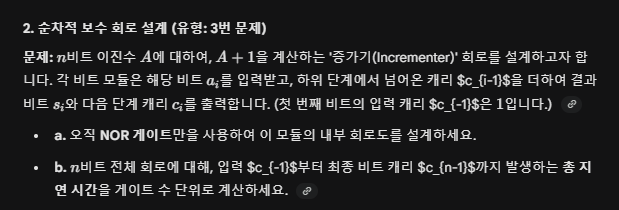 2. 순차적 보수 회로 설계 (유형: 3번 문제)
문제: n비트 이진수 A에 대하여, A + 1을 계산하는 '증가기(Incrementer)' 회로를 설계하고자 합
니다. 각 비트 모듈은 해당 비트 a_i를 입력받고, 하위 단계에서 넘어온 캐리 $c_{i-1}$을 더하여 결과
비트 s_i와 다음 단계 캐리 c_i를 출력합니다. (첫 번째 비트의 입력 캐리 $c_{-1}$은 1입니다.)
• a. 오직 NOR 게이트만을 사용하여 이 모듈의 내부 회로도를 설계하세요.
• b. n비트 전체 회로에 대해, 입력 $c_{-1}$부터 최종 비트 캐리 $c_{n-1}$까지 발생하는 총 지
연 시간을 게이트 수 단위로 계산하세요.